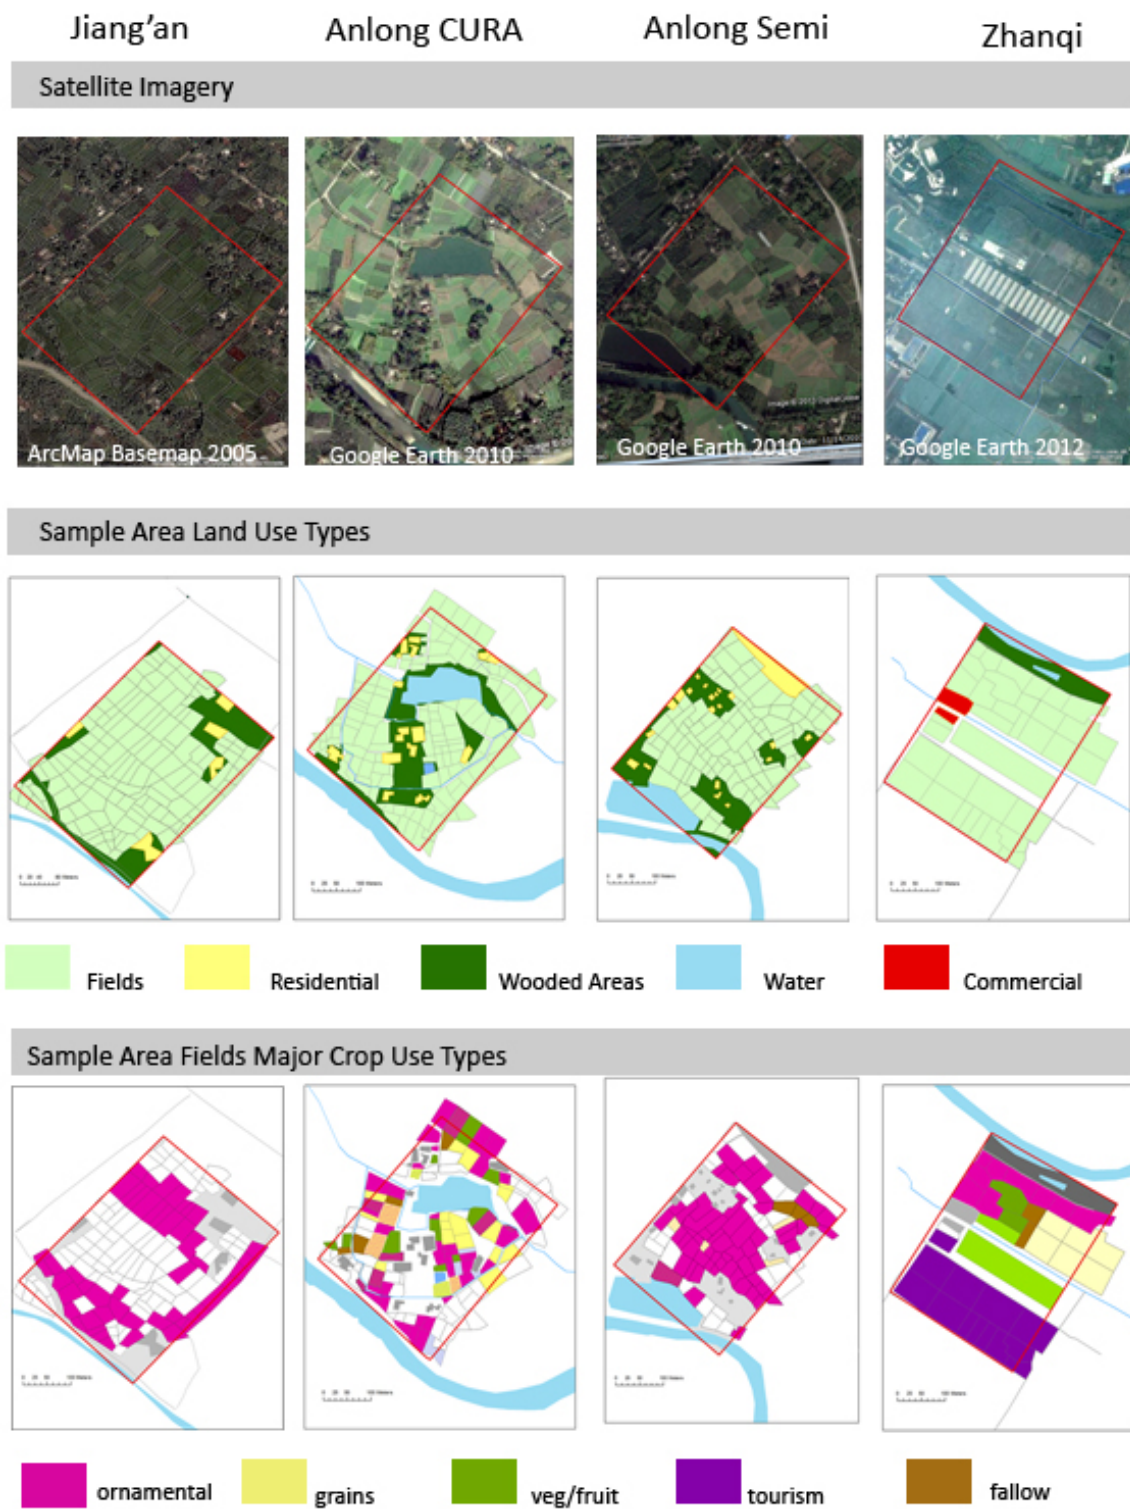 Jiang'an Anlong CURA Anlong Semi Zhanqi
Satellite Imagery
ArcMap Basemap 2005 Google Earth 2010 Google Earth 2010 Google Earth 2012
Sample Area Land Use Types
Fields Residential Wooded Areas Water Commercial
Sample Area Fields Major Crop Use Types
ornamental grains veg/fruit tourism fallow